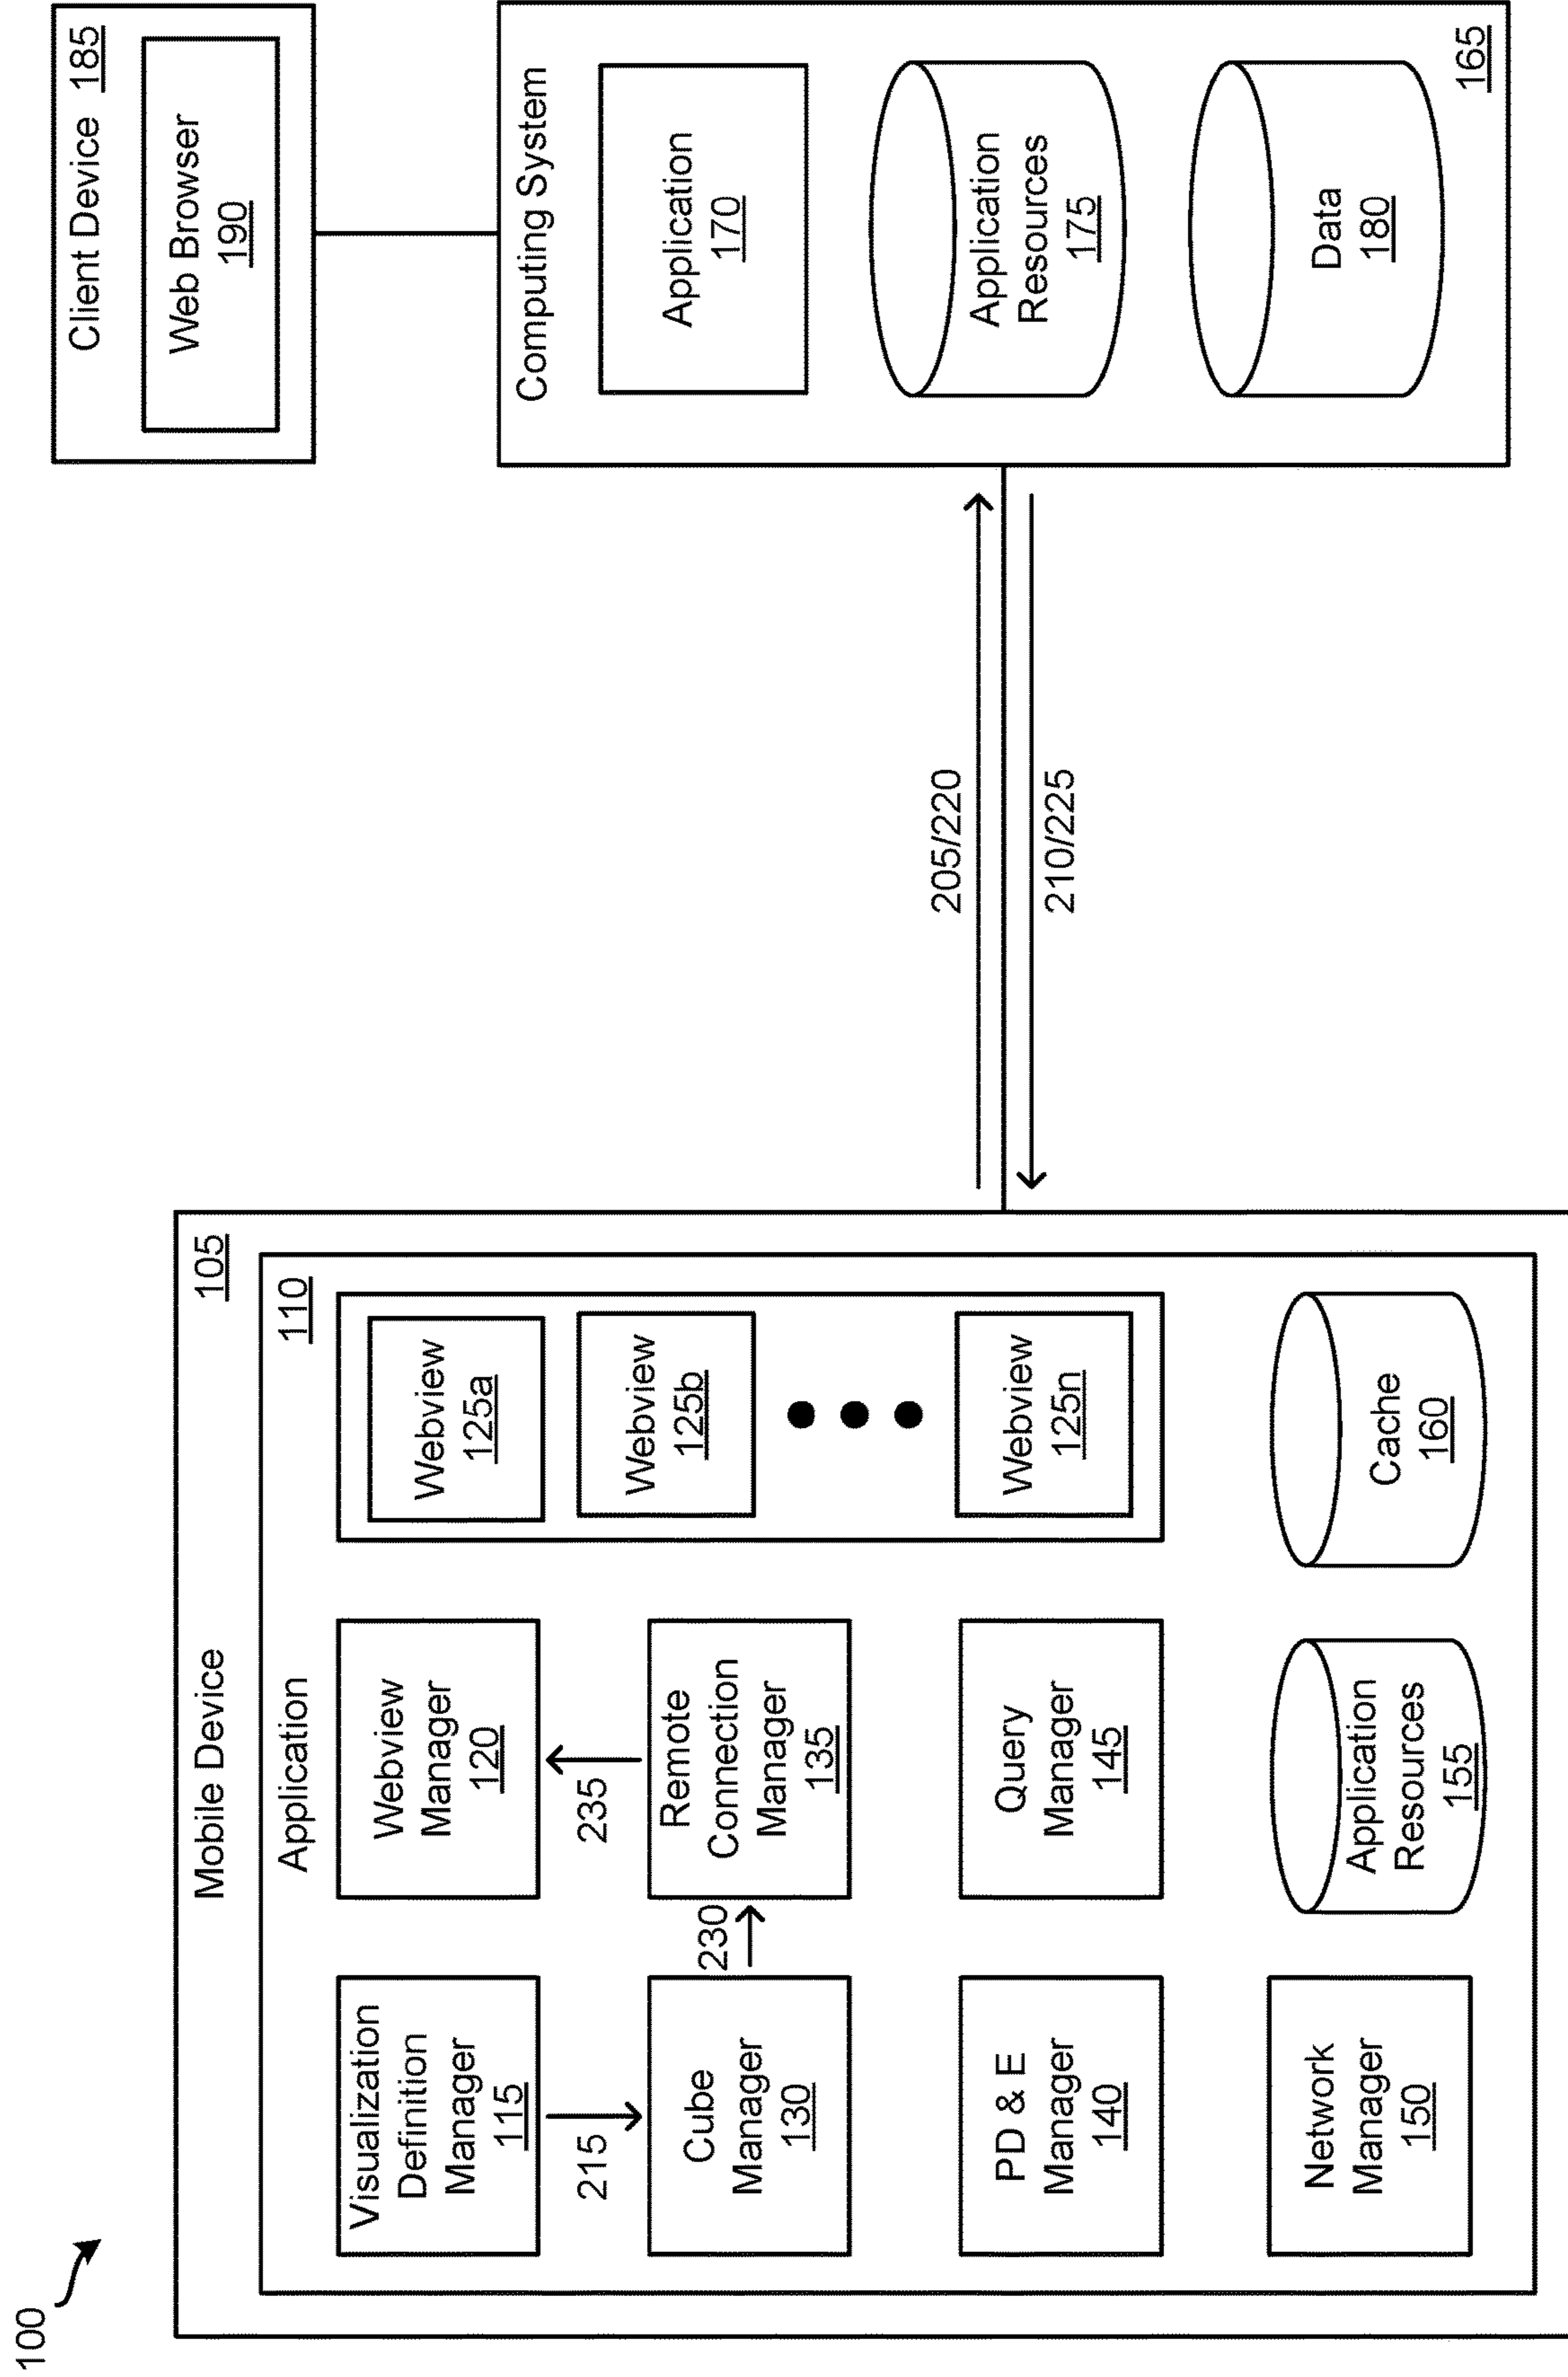 100
Mobile Device
105
Application
110
Visualization
Definition
Manager
115
Webview
Manager
120
Webview
125a
Webview
125b
Webview
125n
215
235
Cube
Manager
130
230
Remote
Connection
Manager
135
PD & E
Manager
140
Query
Manager
145
Network
Manager
150
Application
Resources
155
Cache
160
205/220
210/225
Client Device 185
Web Browser
190
Computing System
Application
170
Application
Resources
175
Data
180
165